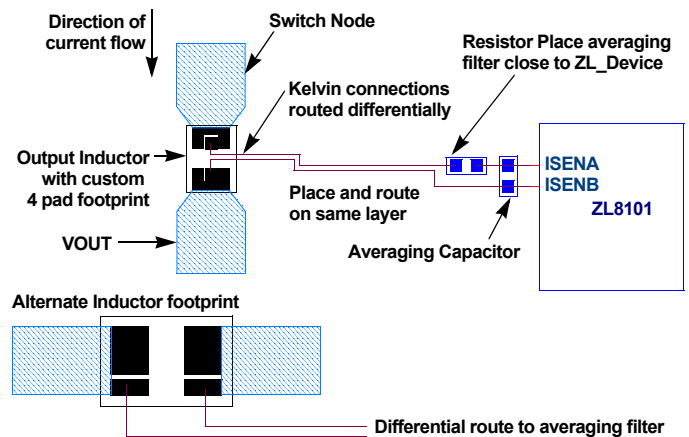 Direction of
current flow
Switch Node
Resistor Place averaging
filter close to ZL_Device
Kelvin connections
routed differentially
Output Inductor
with custom
4 pad footprint
Place and route
on same layer
ISENA
ISENB
ZL8101
VOUT
Averaging Capacitor
Alternate Inductor footprint
Differential route to averaging filter